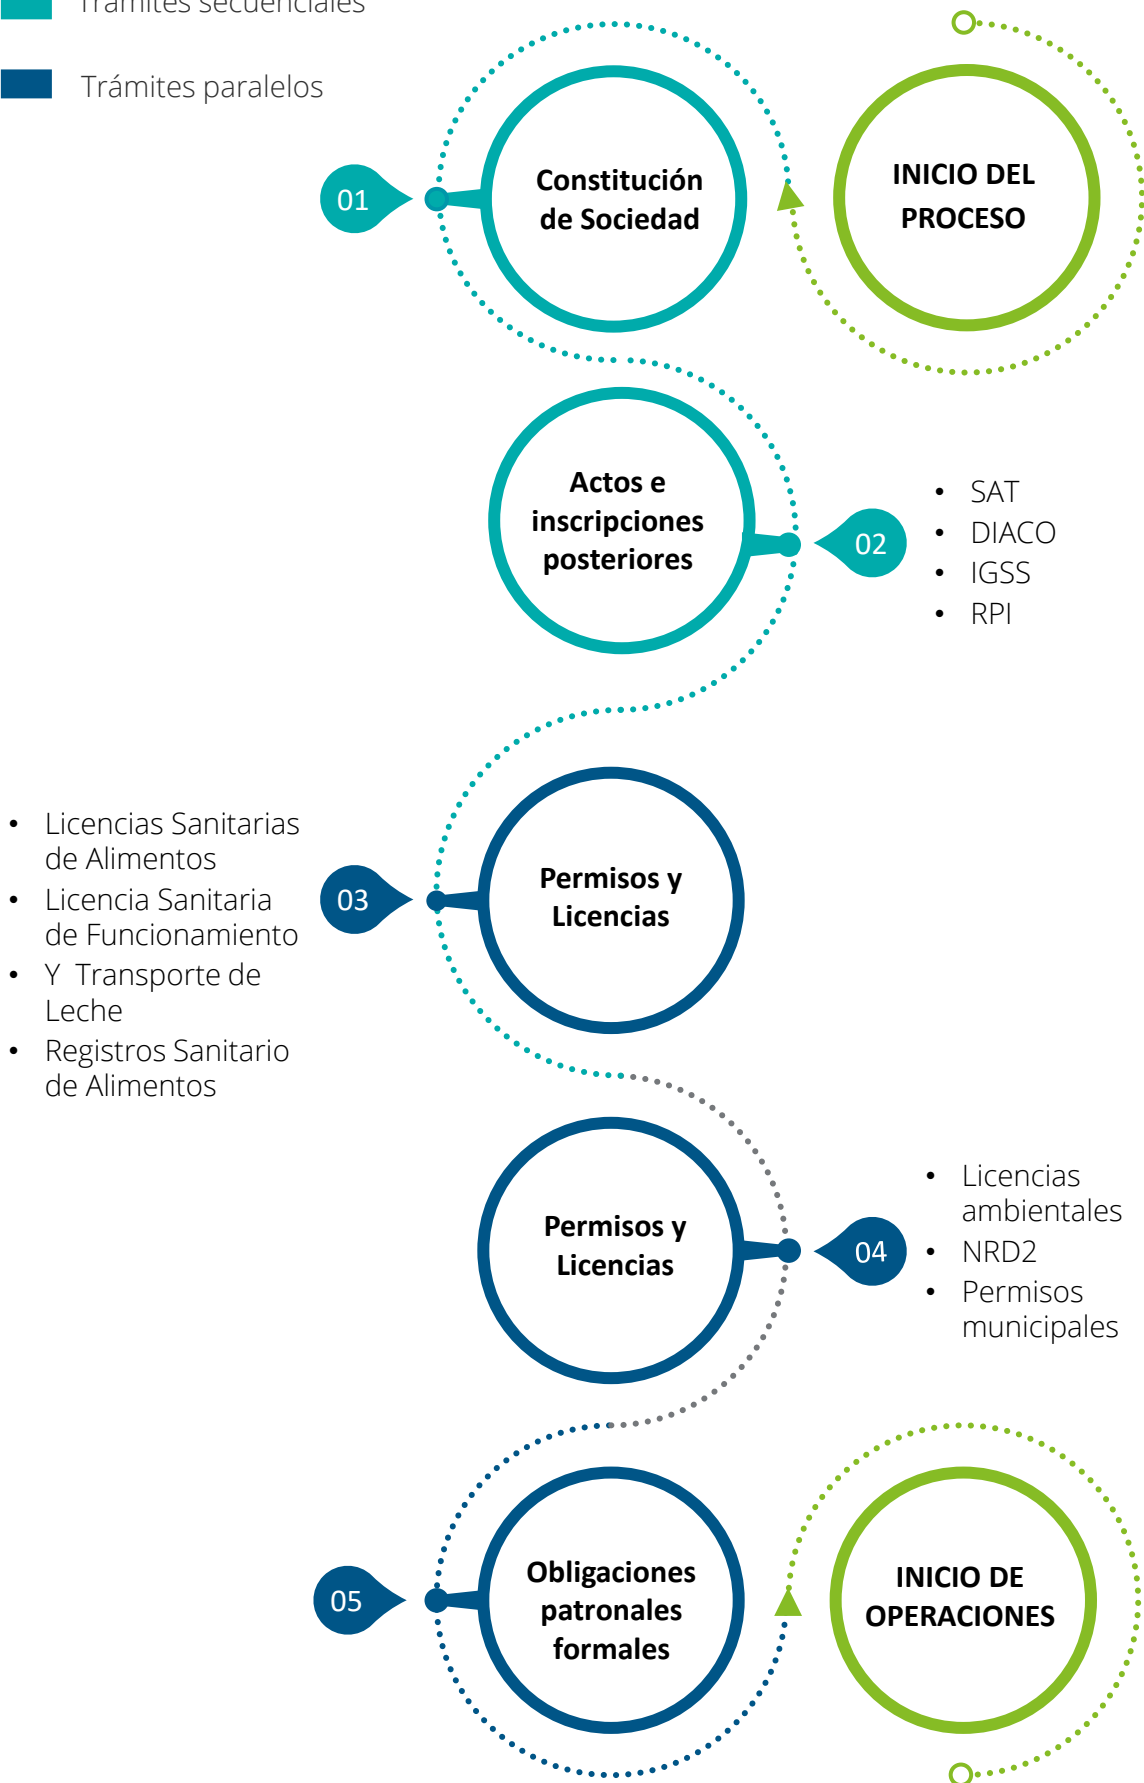 Trámites secuenciales
Trámites paralelos
INICIO DEL
PROCESO
01
Constitución
de Sociedad
Actos e
inscripciones
posteriores
02
• SAT
• DIACO
• IGSS
• RPI
• Licencias Sanitarias
de Alimentos
• Licencia Sanitaria
de Funcionamiento
• Y Transporte de
Leche
• Registros Sanitario
de Alimentos
03
Permisos y
Licencias
Permisos y
Licencias
04
• Licencias
ambientales
• NRD2
• Permisos
municipales
05
Obligaciones
patronales
formales
INICIO DE
OPERACIONES